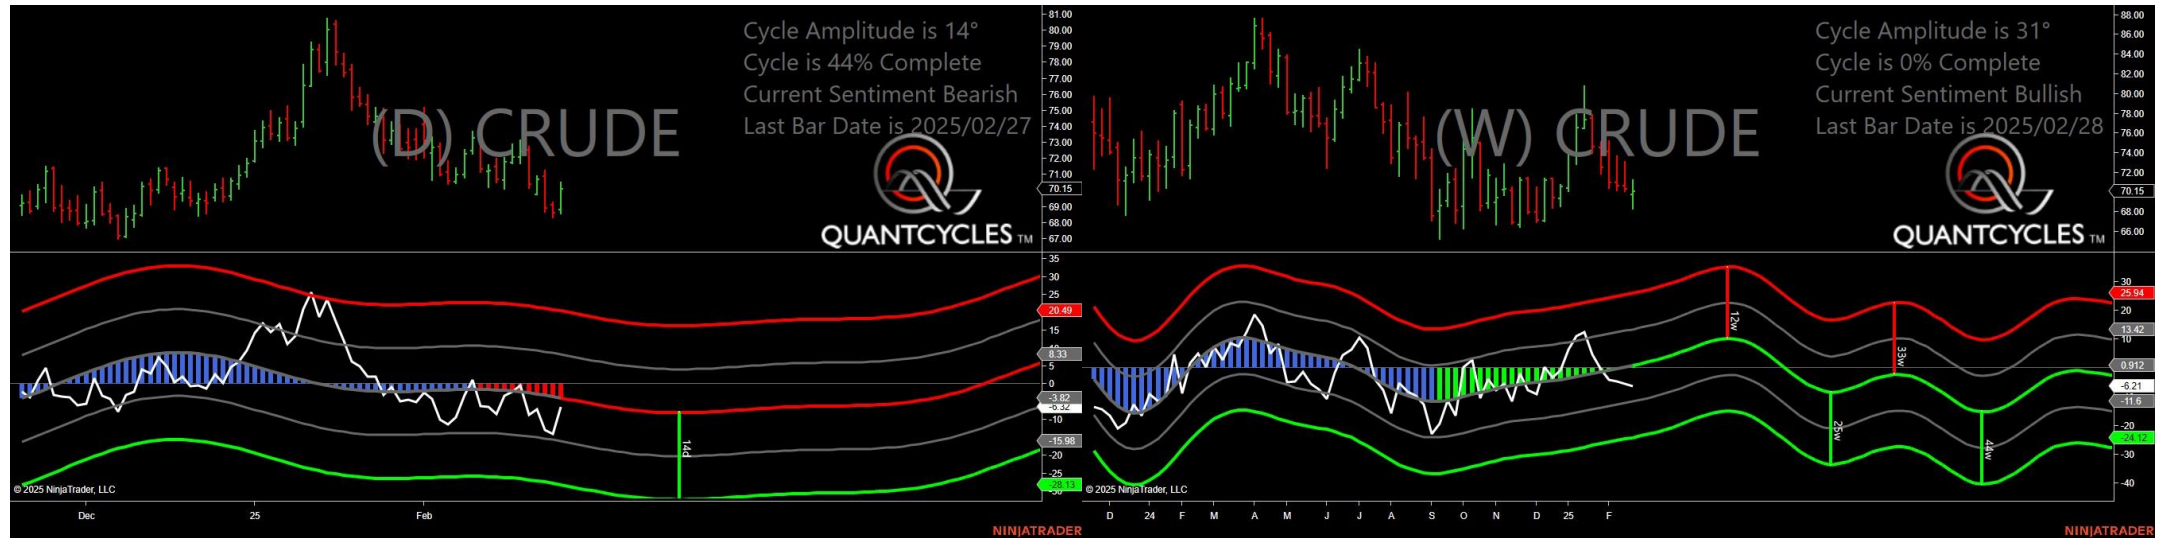 Cycle Amplitude is 14°
Cycle is 44% Complete
Current Sentiment Bearish
Last Bar Date is 2025/02/27
(D) CRUDE
QUANTCYCLES TM
81.00
80.00
79.00
78.00
77.00
76.00
75.00
74.00
73.00
72.00
71.00
70.15
69.00
68.00
67.00
35
30
25
20.49
15
8.33
5
0
-3.82
-6.32
-10
-15.98
-20
-25
-28.13
14d
© 2025 NinjaTrader, LLC
Dec
25
Feb
NINJATRADER
Cycle Amplitude is 31°
Cycle is 0% Complete
Current Sentiment Bullish
Last Bar Date is 2025/02/28
(W) CRUDE
QUANTCYCLES TM
88.00
86.00
84.00
82.00
80.00
78.00
76.00
74.00
72.00
70.15
68.00
66.00
30
25.94
20
13.42
10
0.912
-6.21
-11.6
-20
-24.12
-30
-40
12w
25w
33w
44w
© 2025 NinjaTrader, LLC
D 24 F M A M J J A S O N D 25 F
NINJATRADER